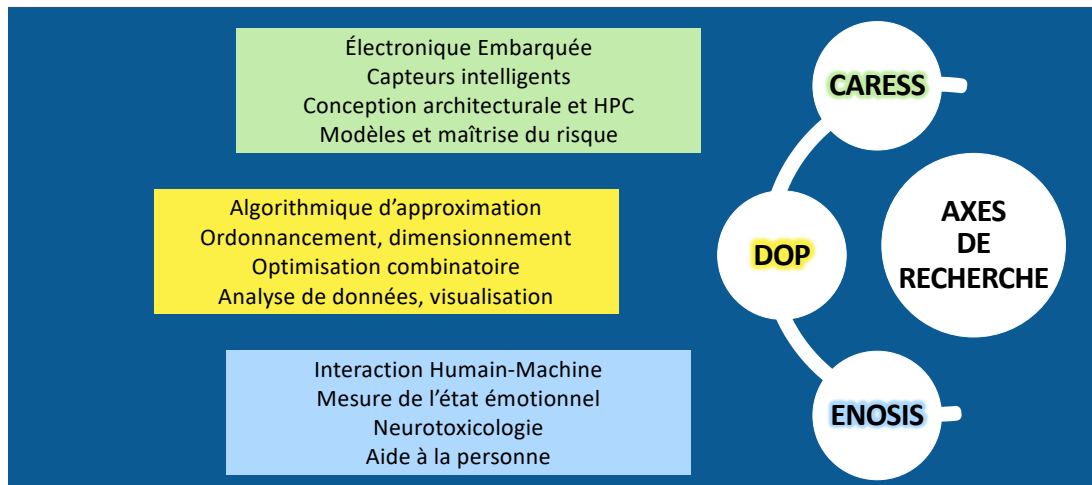 Électronique Embarquée
Capteurs intelligents
Conception architecturale et HPC
Modèles et maîtrise du risque
CARESS
Algorithmique d'approximation
Ordonnancement, dimensionnement
Optimisation combinatoire
Analyse de données, visualisation
DOP
AXES
DE
RECHERCHE
Interaction Humain-Machine
Mesure de l'état émotionnel
Neurotoxicologie
Aide à la personne
ENOSIS